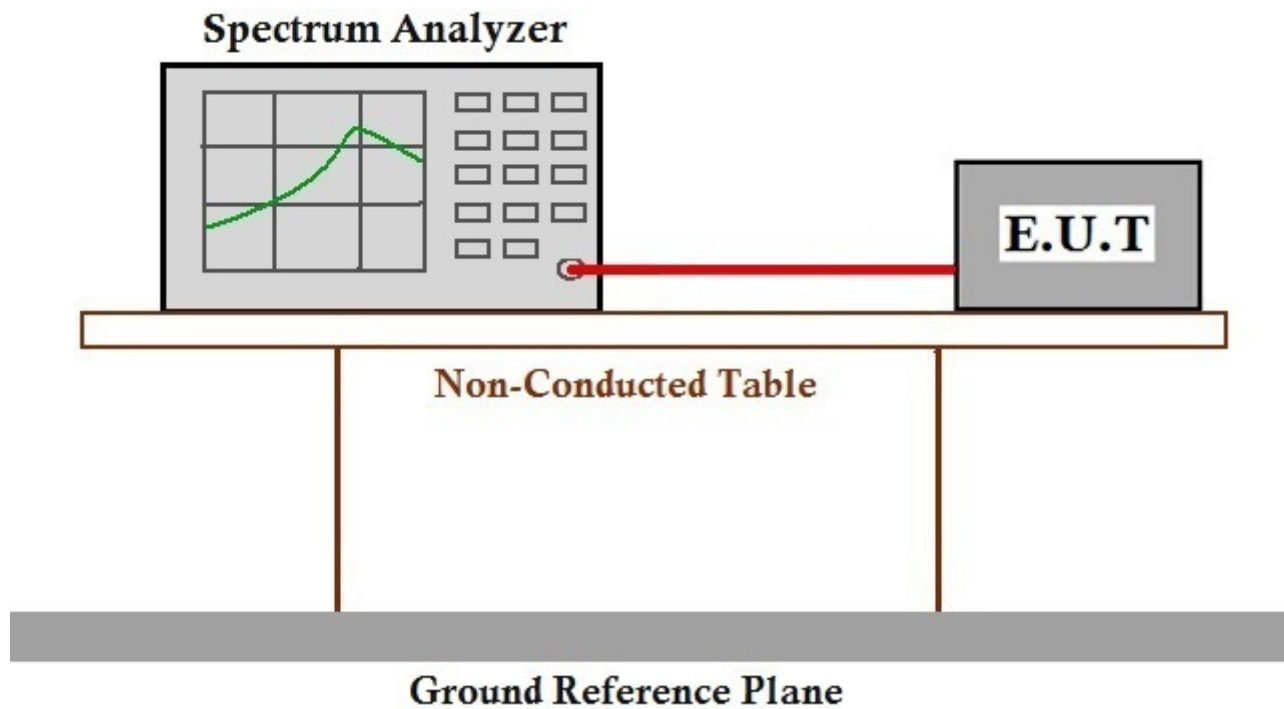 Spectrum Analyzer
E.U.T
Non-Conducted Table
Ground Reference Plane